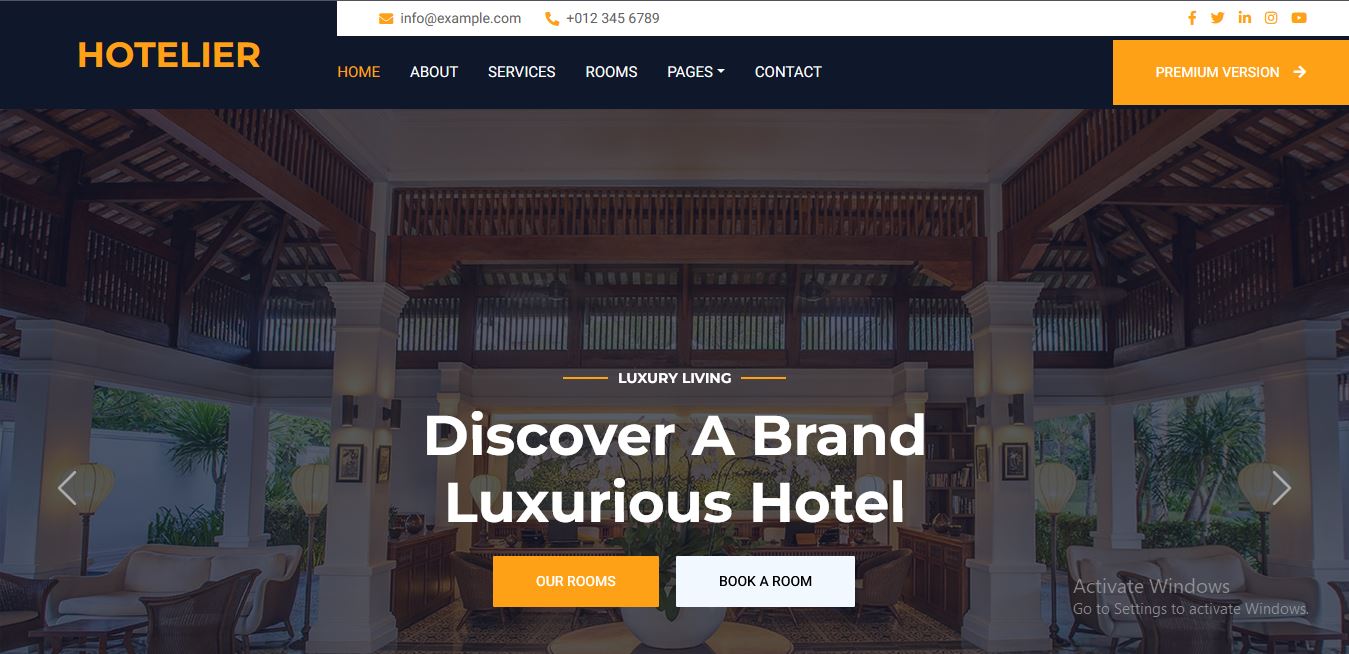 info@example.com +012 345 6789
HOTELIER
HOME ABOUT SERVICES ROOMS PAGES CONTACT PREMIUM VERSION
LUXURY LIVING
Discover A Brand
Luxurious Hotel
OUR ROOMS BOOK A ROOM
Activate Windows
Go to Settings to activate Windows.